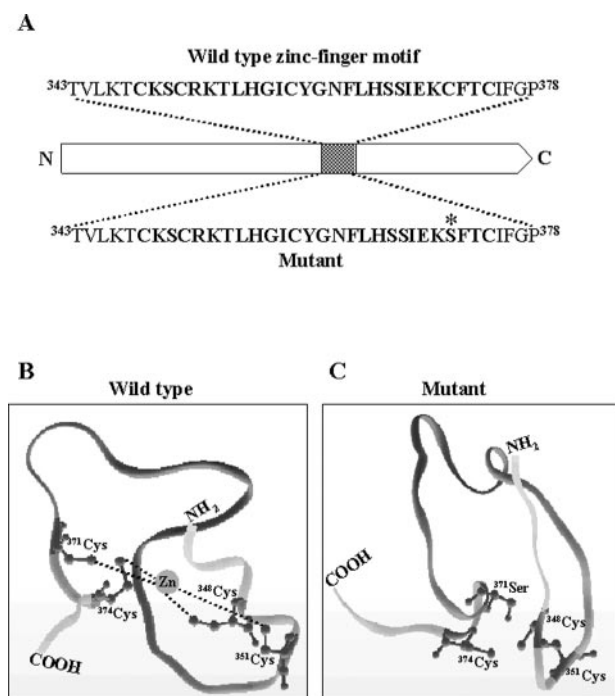 A
Wild type zinc-finger motif
³⁴³TVLKTCKSCRKTLHGICYGNFLHSSIEKCFTCIFGP³⁷⁸
N C
*
³⁴³TVLKTCKSCRKTLHGICYGNFLHSSIEKSFTCIFGP³⁷⁸
Mutant
B C
Wild type Mutant
NH₂ NH₂
³⁷¹Cys Zn
³⁷¹Ser
³⁴⁸Cys ³⁴⁸Cys
³⁷⁴Cys COOH
³⁵¹Cys ³⁷⁴Cys ³⁵¹Cys
COOH